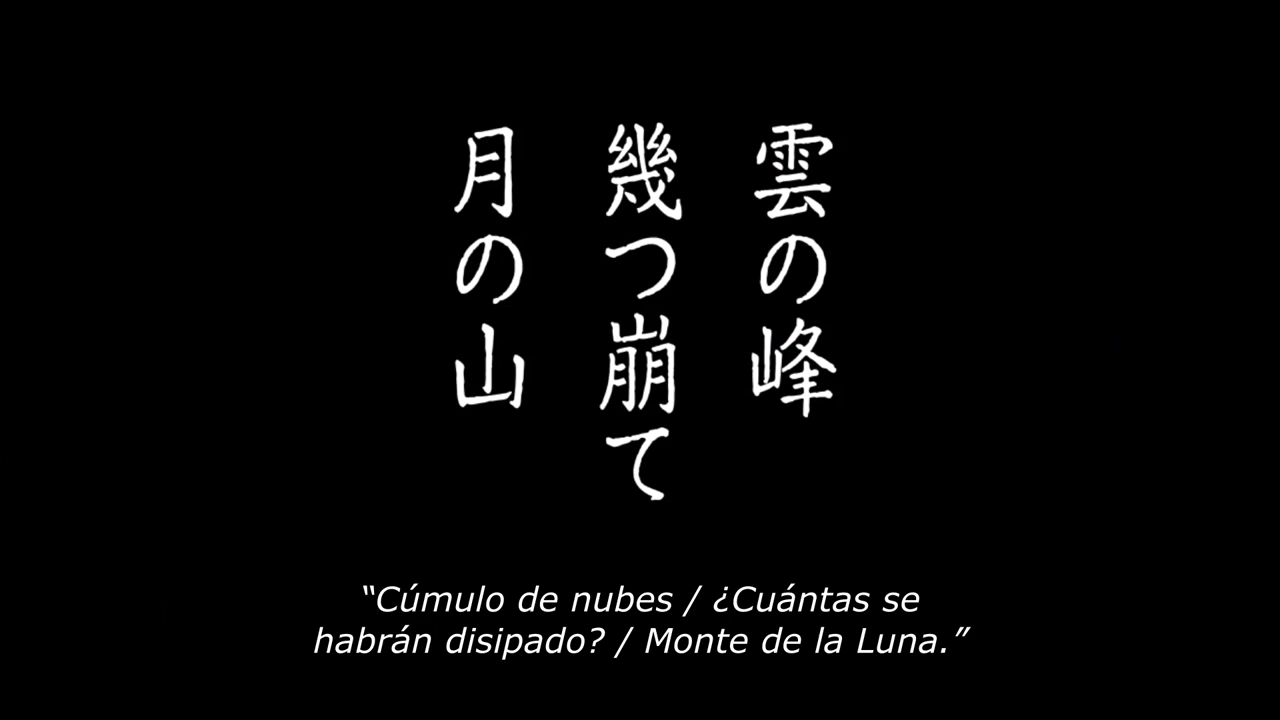 雲の峰
幾つ崩て
月の山
“Cúmulo de nubes / ¿Cuántas se
habrán disipado? / Monte de la Luna.”